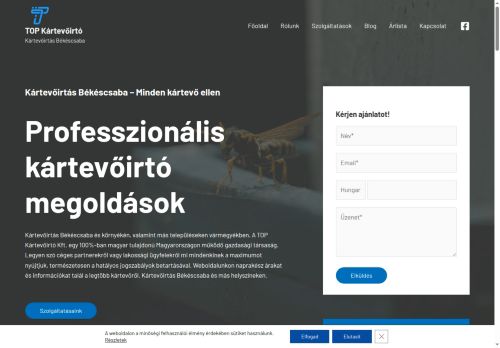 TOP Kártevőirtó
Kártevőirtás Békéscsaba
Főoldal Rólunk Szolgáltatások Blog Árlista Kapcsolat
Kártevőirtás Békéscsaba – Minden kártevő ellen
Professzionális
kártevőirtó
megoldások
Kártevőirtás Békéscsaba és környékén, valamint más településeken vármegyékben. A TOP
Kártevőirtó Kft. egy 100%-ban magyar tulajdonú Magyarországon működő gazdasági társaság.
Legyen szó céges partnerekről vagy lakossági ügyfelekről mi mindenkinek a maximumot
nyújtjuk, természetesen a hatályos jogszabályok betartásával. Weboldalunkon naprakész árakat
és információkat talál a legtöbb kártevőről. Kártevőirtás Békéscsaba és más helyszíneken.
Szolgáltatásaink
Kérjen ajánlatot!
Név*
Email*
Hungar
Üzenet*
Elküldés
A weboldalon a minőségi felhasználói élmény érdekében sütiket használunk.
Részletek
Elfogad
Elutasít